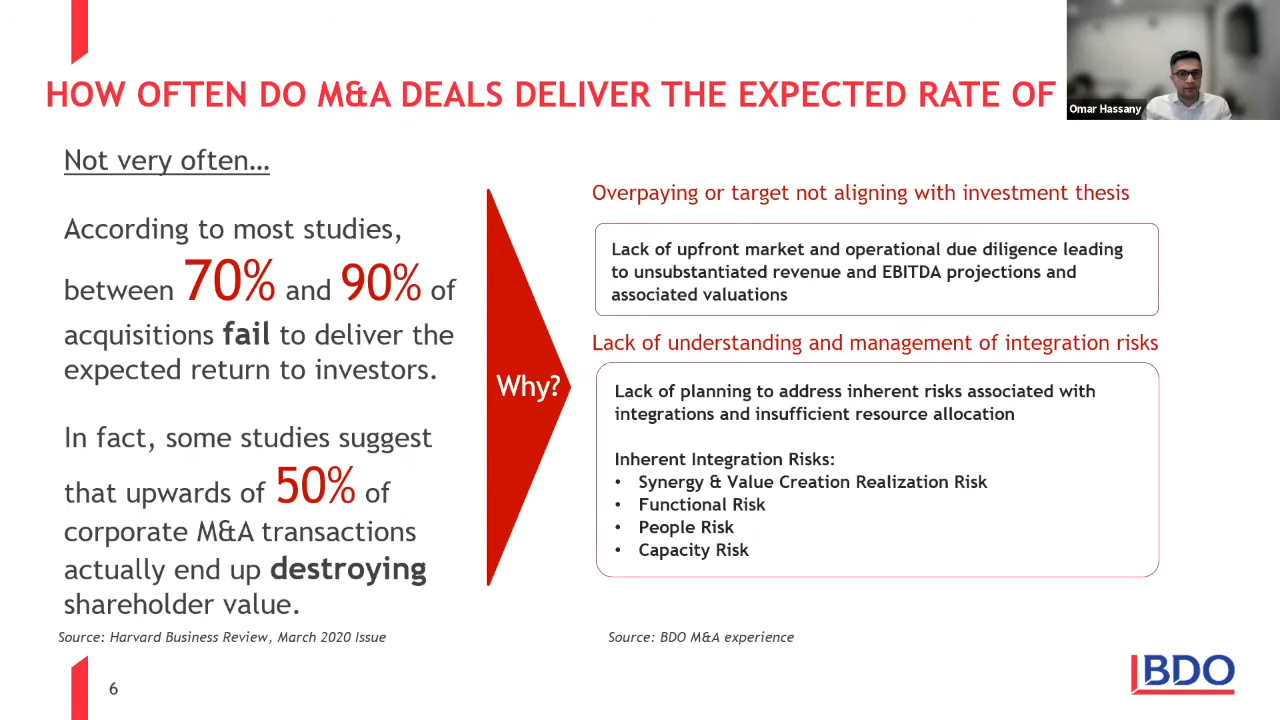 HOW OFTEN DO M&A DEALS DELIVER THE EXPECTED RATE OF
Omar Hassany
Not very often…
According to most studies,
between 70% and 90% of
acquisitions fail to deliver the
expected return to investors.
In fact, some studies suggest
that upwards of 50% of
corporate M&A transactions
actually end up destroying
shareholder value.
Source: Harvard Business Review, March 2020 Issue
Why?
Overpaying or target not aligning with investment thesis
Lack of upfront market and operational due diligence leading
to unsubstantiated revenue and EBITDA projections and
associated valuations
Lack of understanding and management of integration risks
Lack of planning to address inherent risks associated with
integrations and insufficient resource allocation
Inherent Integration Risks:
• Synergy & Value Creation Realization Risk
• Functional Risk
• People Risk
• Capacity Risk
Source: BDO M&A experience
6
BDO